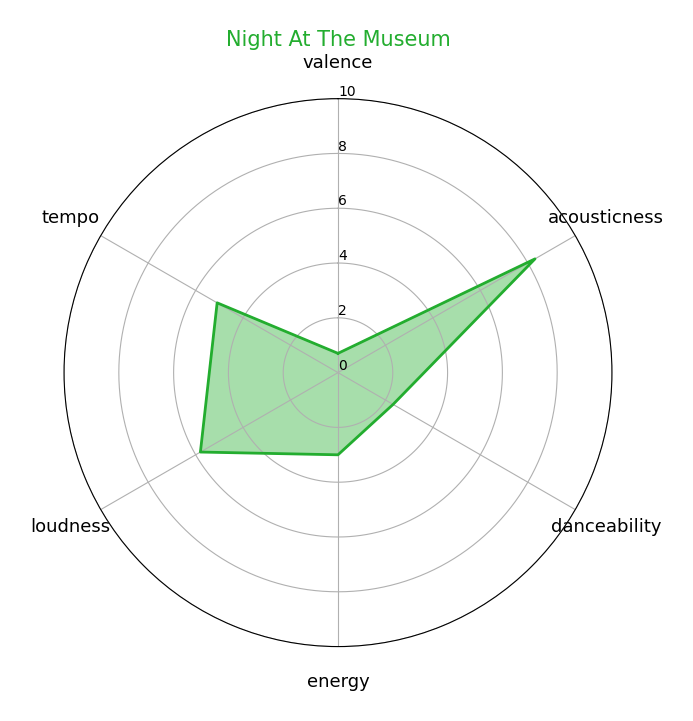 Night At The Museum
valence
10
8
6
4
2
0
tempo
acousticness
loudness
danceability
energy